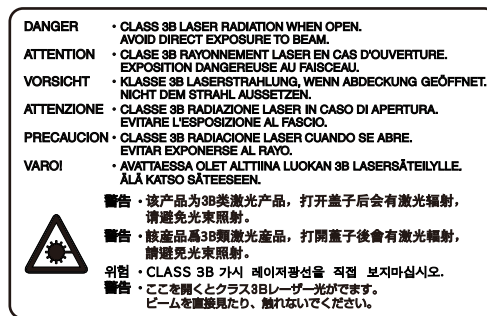 DANGER · CLASS 3B LASER RADIATION WHEN OPEN.
AVOID DIRECT EXPOSURE TO BEAM.
ATTENTION · CLASE 3B RAYONNEMENT LASER EN CAS D'OUVERTURE.
EXPOSITION DANGEREUSE AU FAISCEAU.
VORSICHT · KLASSE 3B LASERSTRAHLUNG, WENN ABDECKUNG GEÖFFNET.
NICHT DEM STRAHL AUSSETZEN.
ATTENZIONE · CLASSE 3B RADIAZIONE LASER IN CASO DI APERTURA.
EVITARE L'ESPOSIZIONE AL FASCIO.
PRECAUCION · CLASSE 3B RADIACIONE LASER CUANDO SE ABRE.
EVITAR EXPONERSE AL RAYO.
VARO! · AVATTAESSA OLET ALTTIINA LUOKAN 3B LASERSÄTEILYLLE.
ÄLÄ KATSO SÄTEESEEN.
警告 · 该产品为3B类激光产品，打开盖子后会有激光辐射，
请避免光束照射。
警告 · 該産品爲3B類激光産品，打開蓋子後會有激光輻射，
請避免光束照射。
위험 · CLASS 3B 가시 레이저광선을 직접 보지마십시오.
警告 · ここを開くとクラス3Bレーザー光がでます。
ビームを直接見たり、触れないでください。